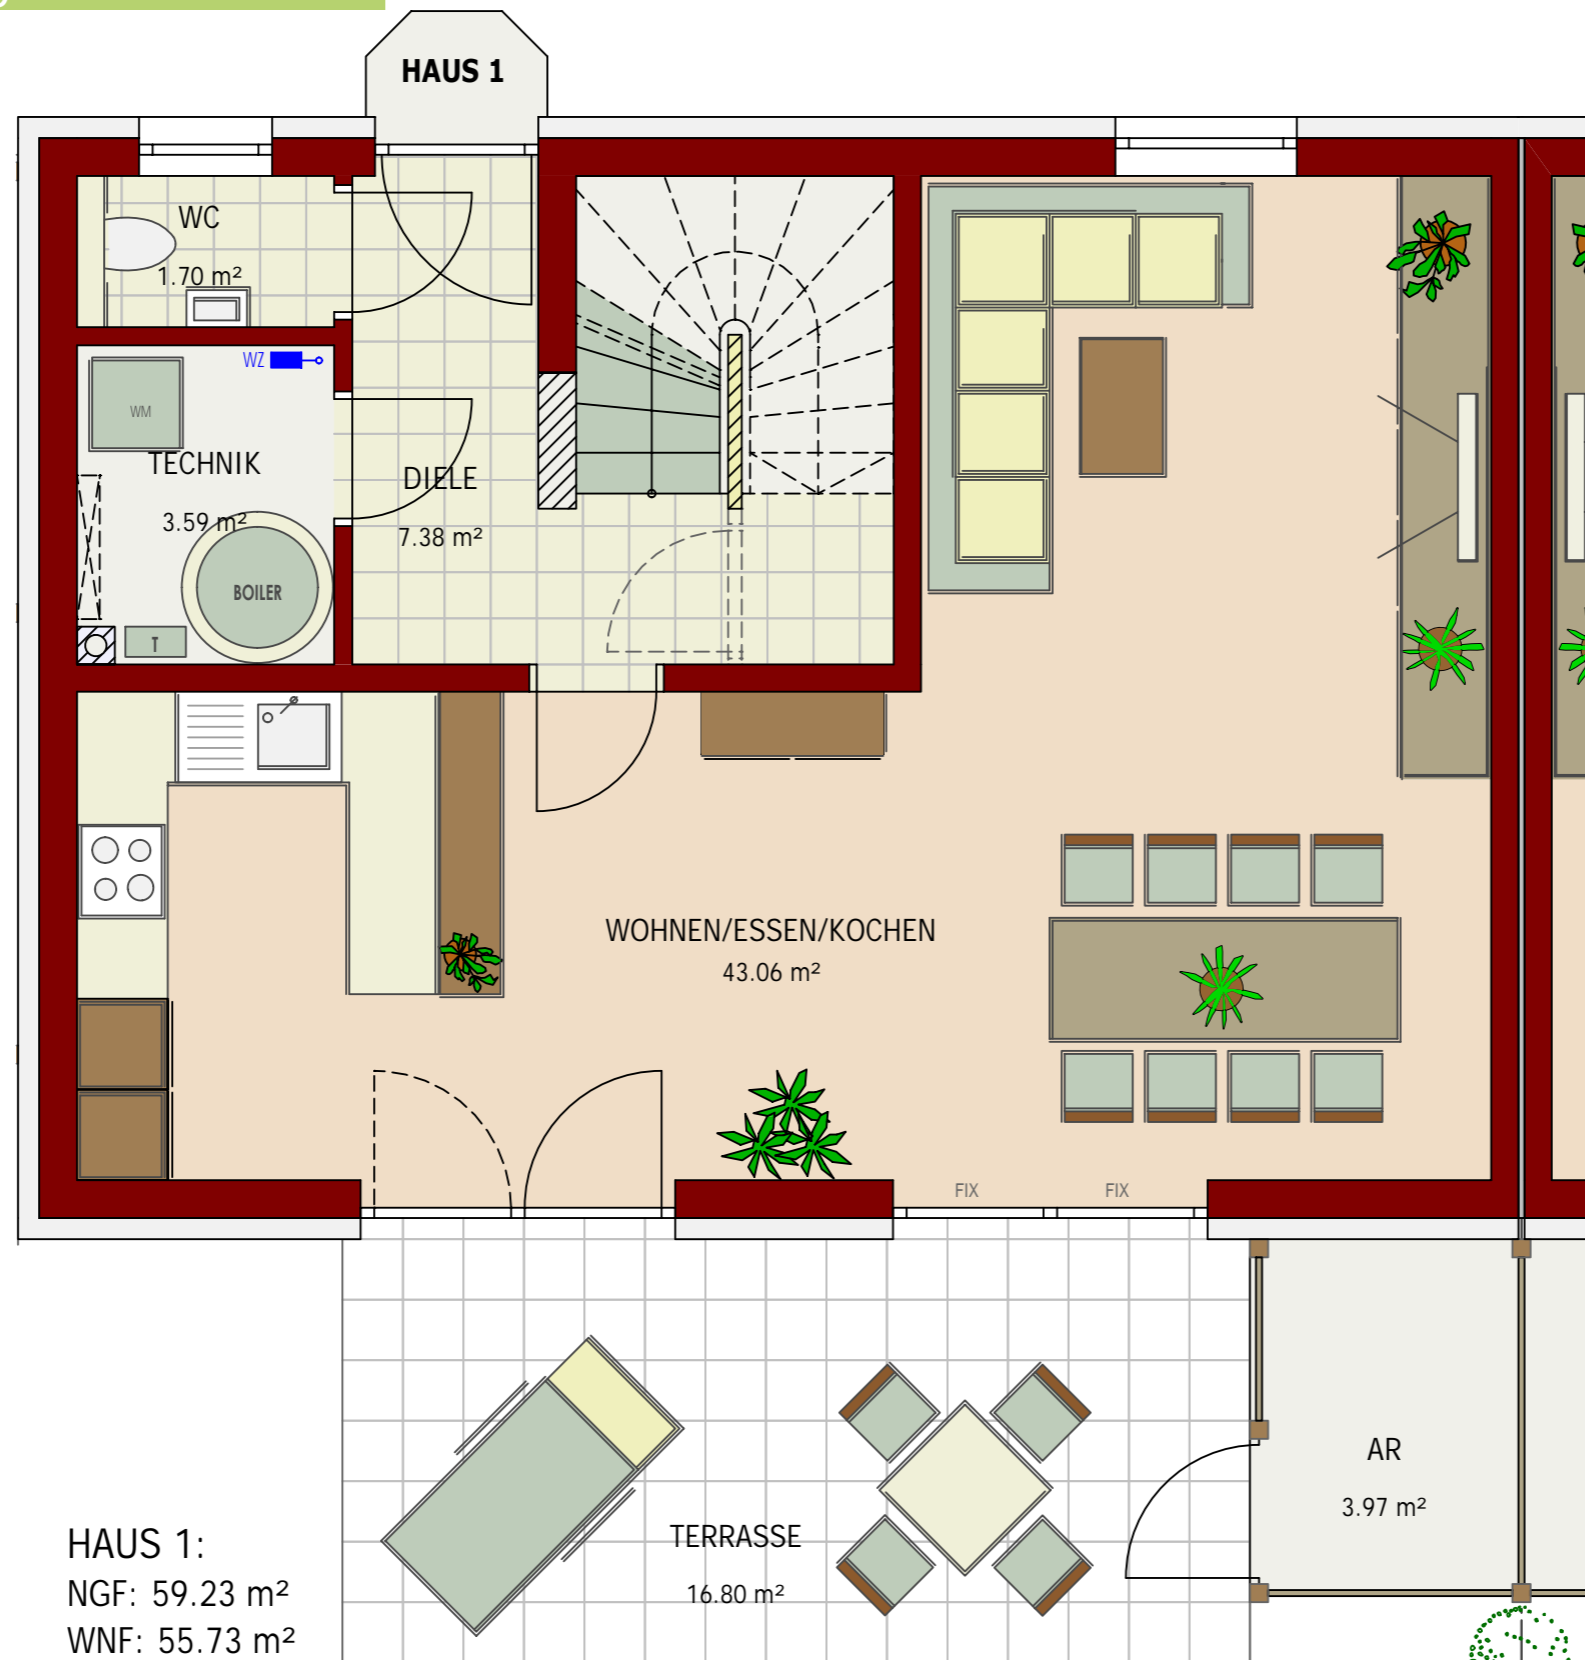 HAUS 1
WC
1.70 m²
WZ
WM
TECHNIK
3.59 m²
DIELE
7.38 m²
BOILER
T
WOHNEN/ESSEN/KOCHEN
43.06 m²
FIX
FIX
AR
3.97 m²
TERRASSE
16.80 m²
HAUS 1:
NGF: 59.23 m²
WNF: 55.73 m²